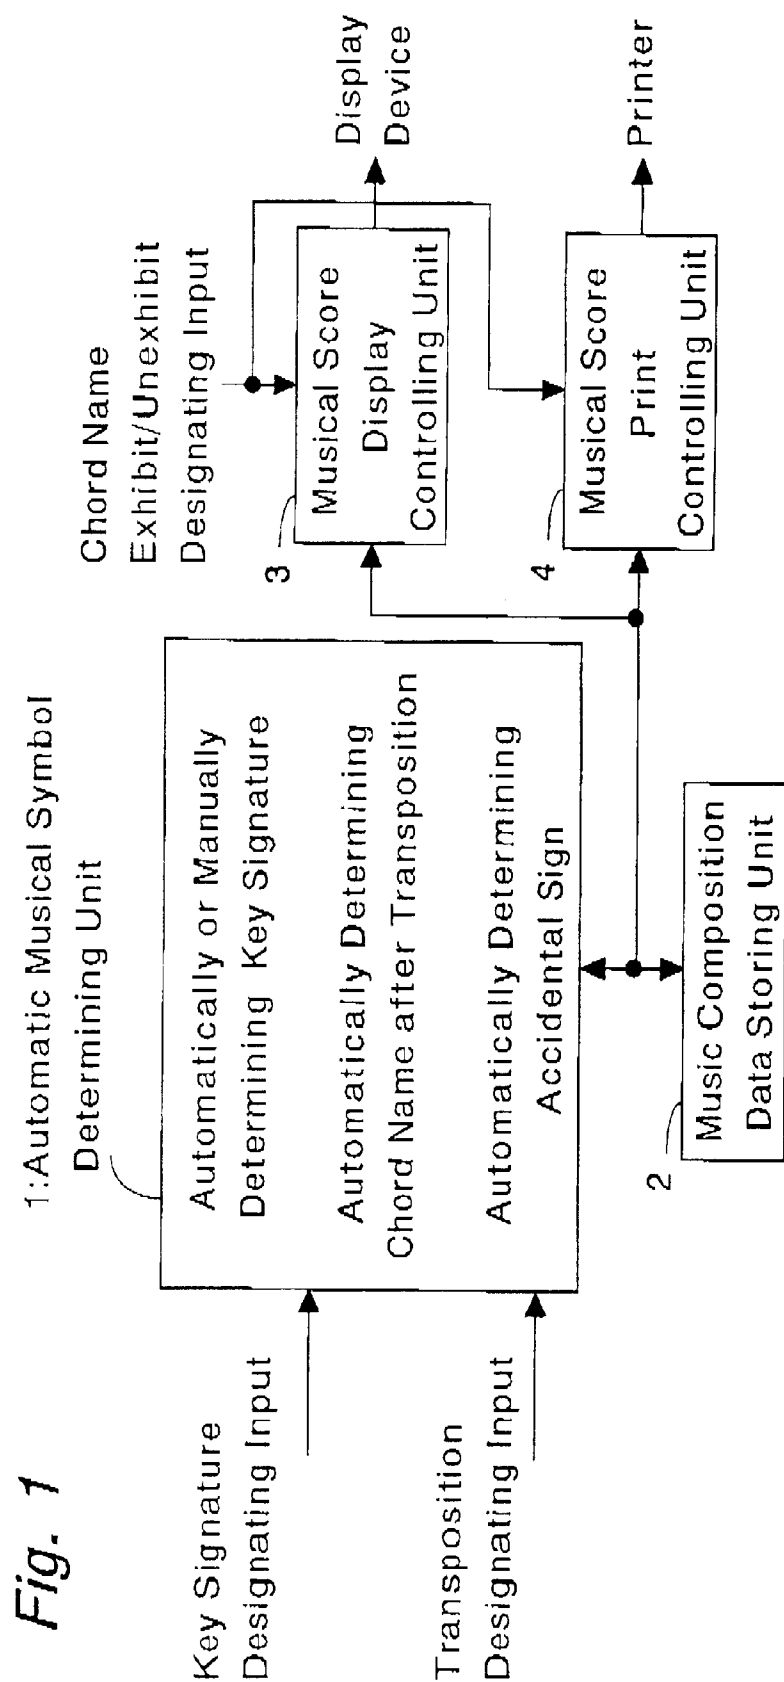 Fig. 1
1:Automatic Musical Symbol
Determining Unit
Key Signature
Designating Input
Transposition
Designating Input
Automatically or Manually
Determining Key Signature
Automatically Determining
Chord Name after Transposition
Automatically Determining
Accidental Sign
2
Music Composition
Data Storing Unit
Chord Name
Exhibit/Unexhibit
Designating Input
3
Musical Score
Display
Controlling Unit
Display
Device
4
Musical Score
Print
Controlling Unit
Printer